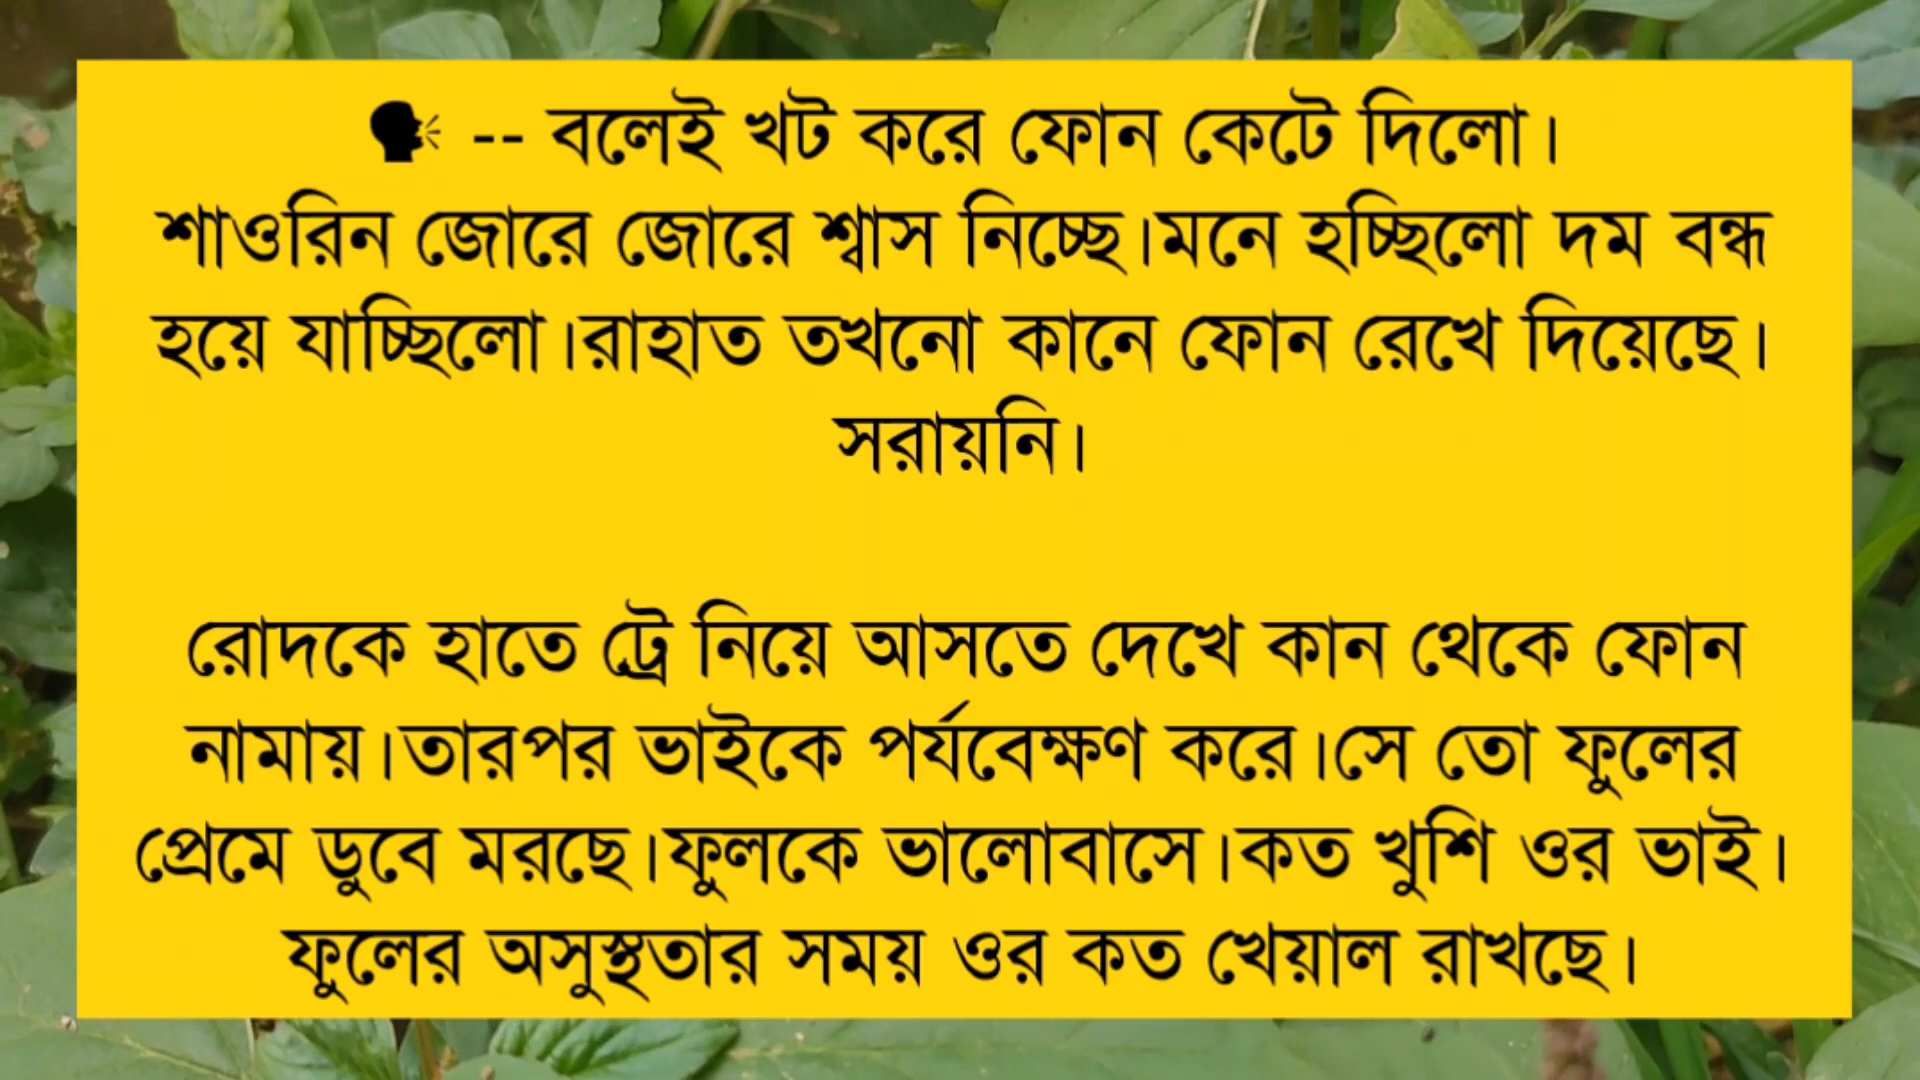 🗣 -- বলেই খট করে ফোন কেটে দিলো।
শাওরিন জোরে জোরে শ্বাস নিচ্ছে।মনে হচ্ছিলো দম বন্ধ
হয়ে যাচ্ছিলো।রাহাত তখনো কানে ফোন রেখে দিয়েছে।
সরায়নি।
রোদকে হাতে ট্রে নিয়ে আসতে দেখে কান থেকে ফোন
নামায়।তারপর ভাইকে পর্যবেক্ষণ করে।সে তো ফুলের
প্রেমে ডুবে মরছে।ফুলকে ভালোবাসে।কত খুশি ওর ভাই।
ফুলের অসুস্থতার সময় ওর কত খেয়াল রাখছে।